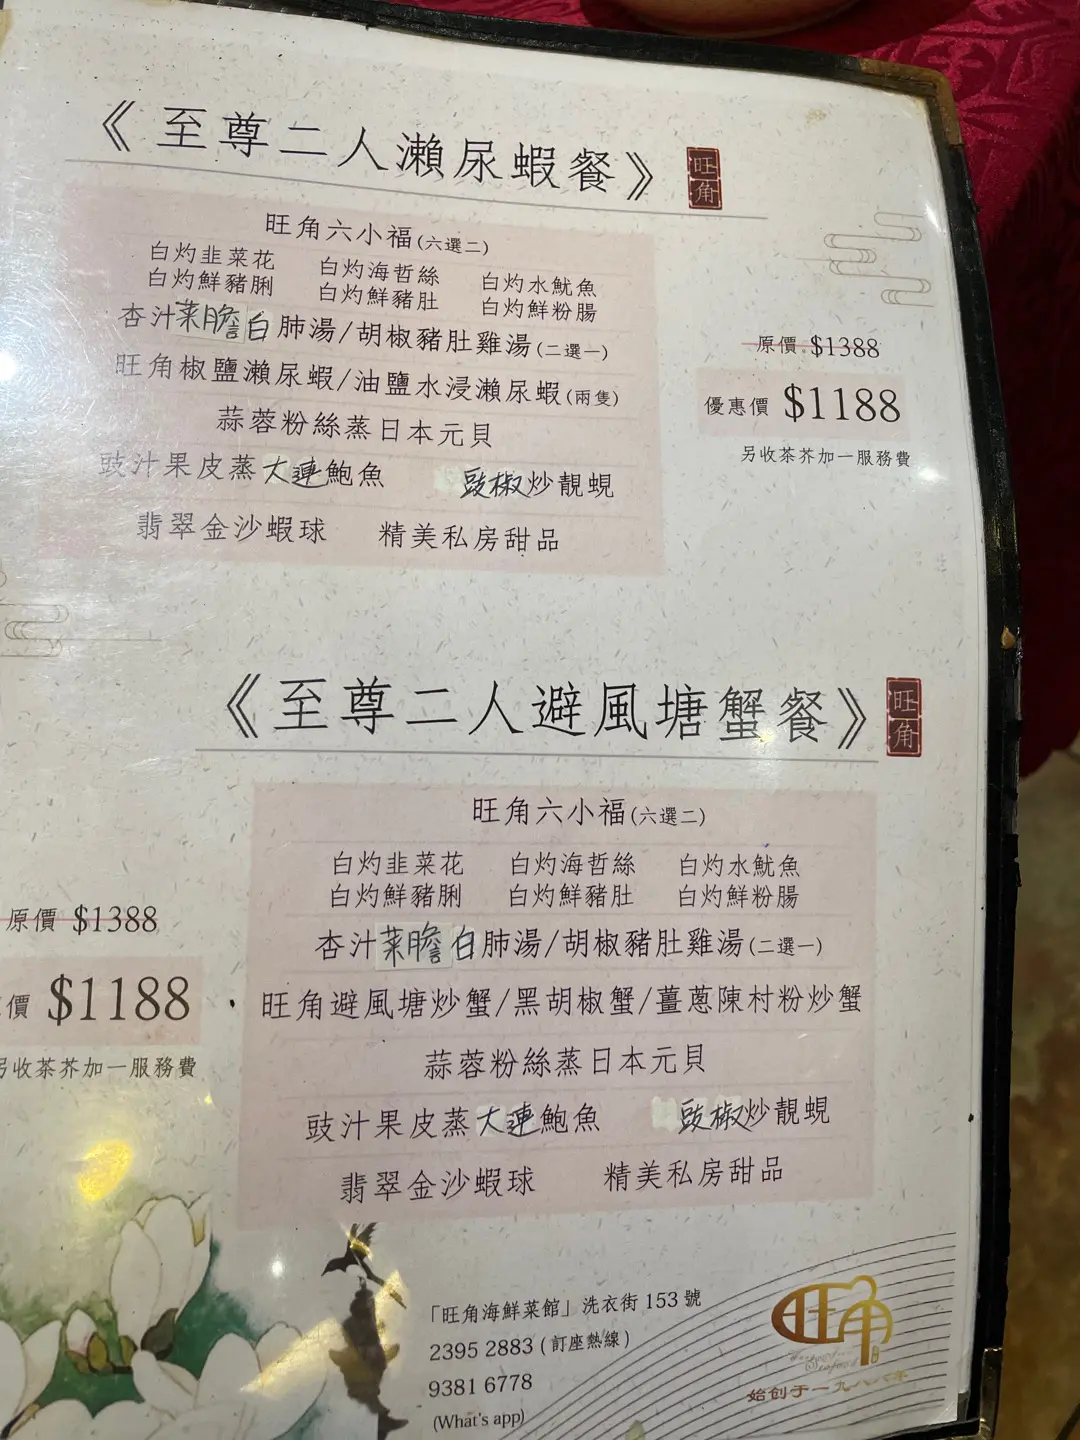 《至尊二人瀨尿蝦餐》 旺角
旺角六小福(六選二)
白灼韭菜花 白灼海哲絲 白灼水魷魚
白灼鮮豬脷 白灼鮮豬肚 白灼鮮粉腸
杏汁菜膽白肺湯/胡椒豬肚雞湯(二選一)
旺角椒鹽瀨尿蝦/油鹽水浸瀨尿蝦(兩隻)
蒜蓉粉絲蒸日本元貝
豉汁果皮蒸大連鮑魚 豉椒炒靚蜆
翡翠金沙蝦球 精美私房甜品
原價 $1388
優惠價 $1188
另收茶芥加一服務費
《至尊二人避風塘蟹餐》 旺角
旺角六小福(六選二)
白灼韭菜花 白灼海哲絲 白灼水魷魚
白灼鮮豬脷 白灼鮮豬肚 白灼鮮粉腸
杏汁菜膽白肺湯/胡椒豬肚雞湯(二選一)
旺角避風塘炒蟹/黑胡椒蟹/薑蔥陳村粉炒蟹
蒜蓉粉絲蒸日本元貝
豉汁果皮蒸大連鮑魚 豉椒炒靚蜆
翡翠金沙蝦球 精美私房甜品
原價 $1388
價 $1188
另收茶芥加一服務費
「旺角海鮮菜館」洗衣街 153 號
2395 2883 (訂座熱線)
9381 6778
(What's app)
旺角
Seafood
始创于一九八八年